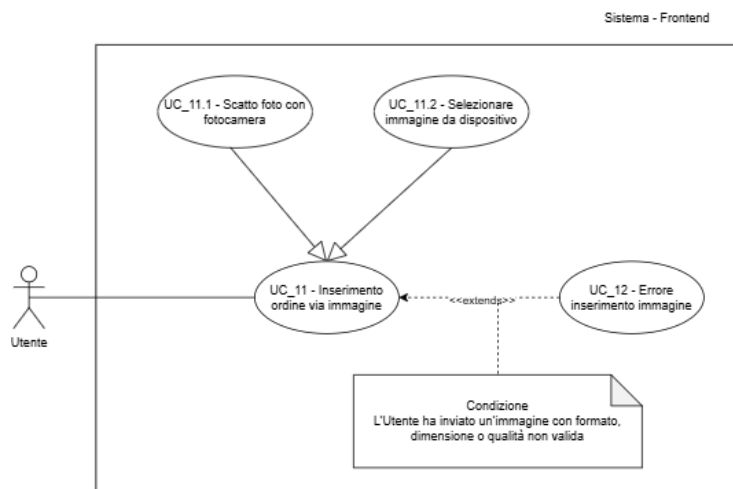 Sistema - Frontend
UC_11.1 - Scatto foto con
fotocamera
UC_11.2 - Selezionare
immagine da dispositivo
UC_11 - Inserimento
ordine via immagine
<<extends>>
UC_12 - Errore
inserimento immagine
Utente
Condizione
L'Utente ha inviato un'immagine con formato,
dimensione o qualità non valida